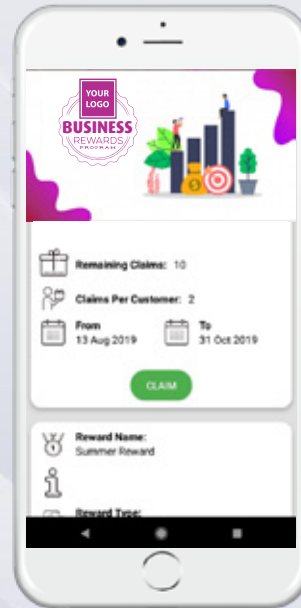 YOUR
LOGO
BUSINESS
REWARDS
PROGRAM
Remaining Claims: 10
Claims Per Customer: 2
From To
13 Aug 2019 31 Oct 2019
CLAIM
Reward Name:
Summer Reward
Reward Type: